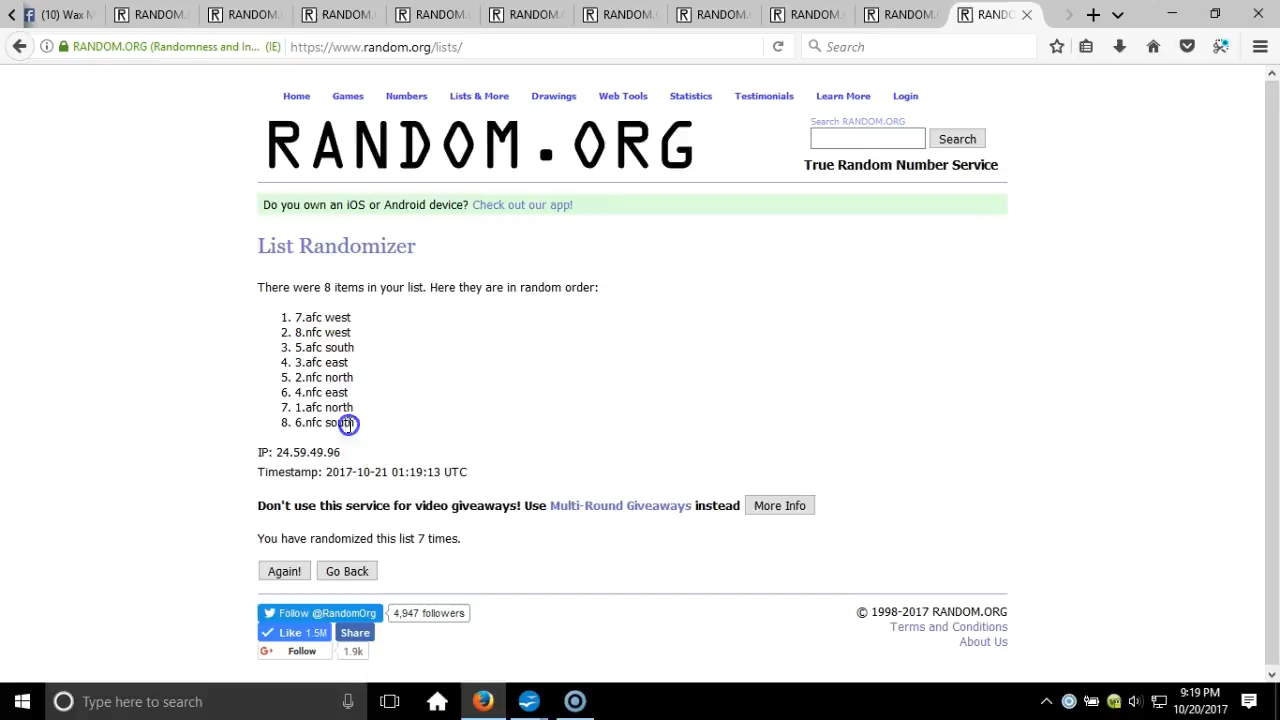 (10) Wax M
RANDOM.
RANDOM.
RANDOM.Or
RANDOM.O
RANDOM.
RANDOM.
RANDOM.
RANDOM.
RANDOM.
RANDO
RANDOM.ORG (Randomness and In... (IE) https://www.random.org/lists/ Search
Home Games Numbers Lists & More Drawings Web Tools Statistics Testimonials Learn More Login
RANDOM.ORG
Search RANDOM.ORG
Search
True Random Number Service
Do you own an iOS or Android device? Check out our app!
List Randomizer
There were 8 items in your list. Here they are in random order:
1. 7.afc west
2. 8.nfc west
3. 5.afc south
4. 3.afc east
5. 2.nfc north
6. 4.nfc east
7. 1.afc north
8. 6.nfc south
IP: 24.59.49.96
Timestamp: 2017-10-21 01:19:13 UTC
Don't use this service for video giveaways! Use Multi-Round Giveaways instead More Info
You have randomized this list 7 times.
Again! Go Back
Follow @RandomOrg 4,947 followers
Like 1.5M Share
G+ Follow 1.9k
© 1998-2017 RANDOM.ORG
Terms and Conditions
About Us
Type here to search
9:19 PM
10/20/2017